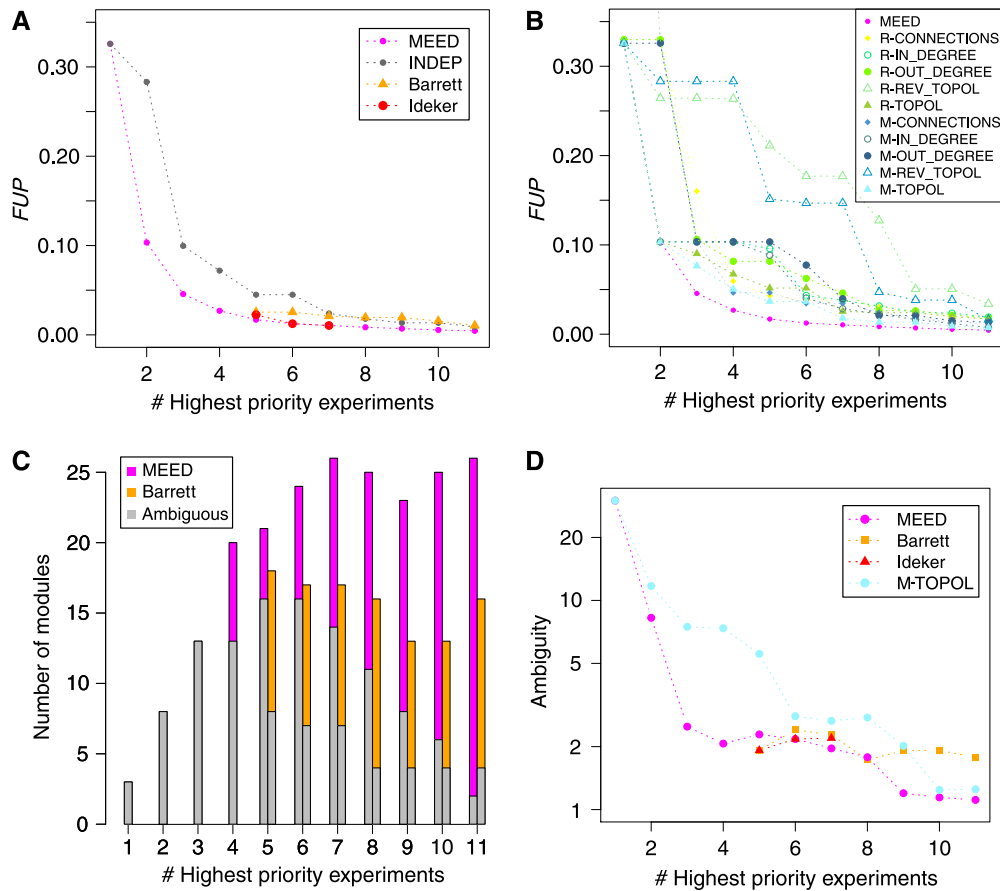 A
0.30
0.20
0.10
0.00
FUP
2
4
6
8
10
# Highest priority experiments
MEED
INDEP
Barrett
Ideker
B
0.30
0.20
0.10
0.00
FUP
2
4
6
8
10
# Highest priority experiments
MEED
R-CONNECTIONS
R-IN_DEGREE
R-OUT_DEGREE
R-REV_TOPOL
R-TOPOL
M-CONNECTIONS
M-IN_DEGREE
M-OUT_DEGREE
M-REV_TOPOL
M-TOPOL
C
25
20
15
10
5
0
Number of modules
1
2
3
4
5
6
7
8
9
10
11
# Highest priority experiments
MEED
Barrett
Ambiguous
D
20
10
5
2
1
Ambiguity
2
4
6
8
10
# Highest priority experiments
MEED
Barrett
Ideker
M-TOPOL